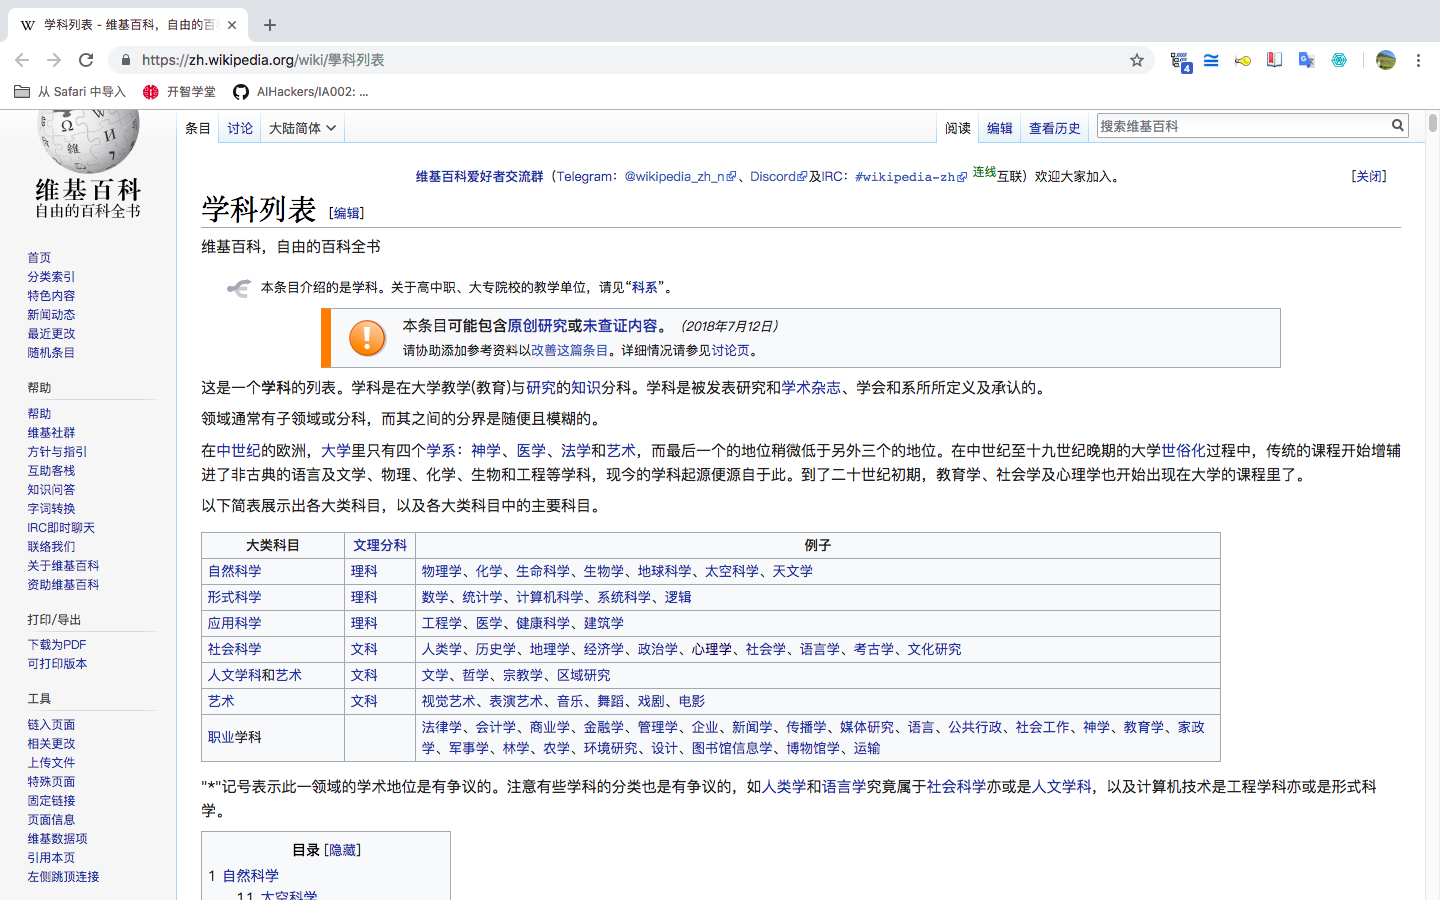 学科列表 - 维基百科，自由的百
https://zh.wikipedia.org/wiki/學科列表
4
从 Safari 中导入
开智学堂
AIHackers/IA002: ...
条目
讨论
大陆简体
阅读
编辑
查看历史
搜索维基百科
维基百科
自由的百科全书
维基百科爱好者交流群（Telegram：@wikipedia_zh_n、Discord及IRC：#wikipedia-zh 连线互联）欢迎大家加入。
[关闭]
学科列表 [编辑]
维基百科，自由的百科全书
本条目介绍的是学科。关于高中职、大专院校的教学单位，请见“科系”。
本条目可能包含原创研究或未查证内容。（2018年7月12日）
请协助添加参考资料以改善这篇条目。详细情况请参见讨论页。
这是一个学科的列表。学科是在大学教学(教育)与研究的知识分科。学科是被发表研究和学术杂志、学会和系所所定义及承认的。
领域通常有子领域或分科，而其之间的分界是随便且模糊的。
在中世纪的欧洲，大学里只有四个学系：神学、医学、法学和艺术，而最后一个的地位稍微低于另外三个的地位。在中世纪至十九世纪晚期的大学世俗化过程中，传统的课程开始增辅
进了非古典的语言及文学、物理、化学、生物和工程等学科，现今的学科起源便源自于此。到了二十世纪初期，教育学、社会学及心理学也开始出现在大学的课程里了。
以下简表展示出各大类科目，以及各大类科目中的主要科目。
大类科目 文理分科 例子
自然科学 理科 物理学、化学、生命科学、生物学、地球科学、太空科学、天文学
形式科学 理科 数学、统计学、计算机科学、系统科学、逻辑
应用科学 理科 工程学、医学、健康科学、建筑学
社会科学 文科 人类学、历史学、地理学、经济学、政治学、心理学、社会学、语言学、考古学、文化研究
人文学科和艺术 文科 文学、哲学、宗教学、区域研究
艺术 文科 视觉艺术、表演艺术、音乐、舞蹈、戏剧、电影
职业学科 法律学、会计学、商业学、金融学、管理学、企业、新闻学、传播学、媒体研究、语言、公共行政、社会工作、神学、教育学、家政
学、军事学、林学、农学、环境研究、设计、图书馆信息学、博物馆学、运输
"*"记号表示此一领域的学术地位是有争议的。注意有些学科的分类也是有争议的，如人类学和语言学究竟属于社会科学亦或是人文学科，以及计算机技术是工程学科亦或是形式科
学。
目录 [隐藏]
1 自然科学
1.1 太空科学
首页
分类索引
特色内容
新闻动态
最近更改
随机条目
帮助
帮助
维基社群
方针与指引
互助客栈
知识问答
字词转换
IRC即时聊天
联络我们
关于维基百科
资助维基百科
打印/导出
下载为PDF
可打印版本
工具
链入页面
相关更改
上传文件
特殊页面
固定链接
页面信息
维基数据项
引用本页
左侧跳顶连接